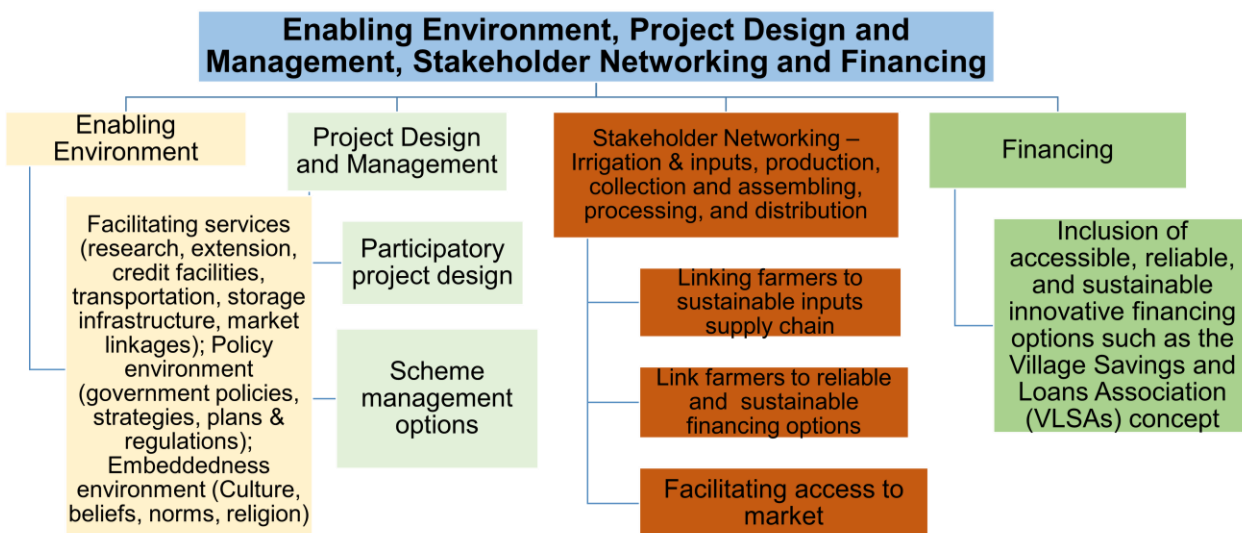 Enabling Environment, Project Design and
Management, Stakeholder Networking and Financing
Enabling
Environment
Facilitating services
(research, extension,
credit facilities,
transportation, storage
infrastructure, market
linkages); Policy
environment
(government policies,
strategies, plans &
regulations);
Embeddedness
environment (Culture,
beliefs, norms, religion)
Project Design
and Management
Participatory
project design
Scheme
management
options
Stakeholder Networking –
Irrigation & inputs, production,
collection and assembling,
processing, and distribution
Linking farmers to
sustainable inputs
supply chain
Link farmers to reliable
and sustainable
financing options
Facilitating access to
market
Financing
Inclusion of
accessible, reliable,
and sustainable
innovative financing
options such as the
Village Savings and
Loans Association
(VLSAs) concept